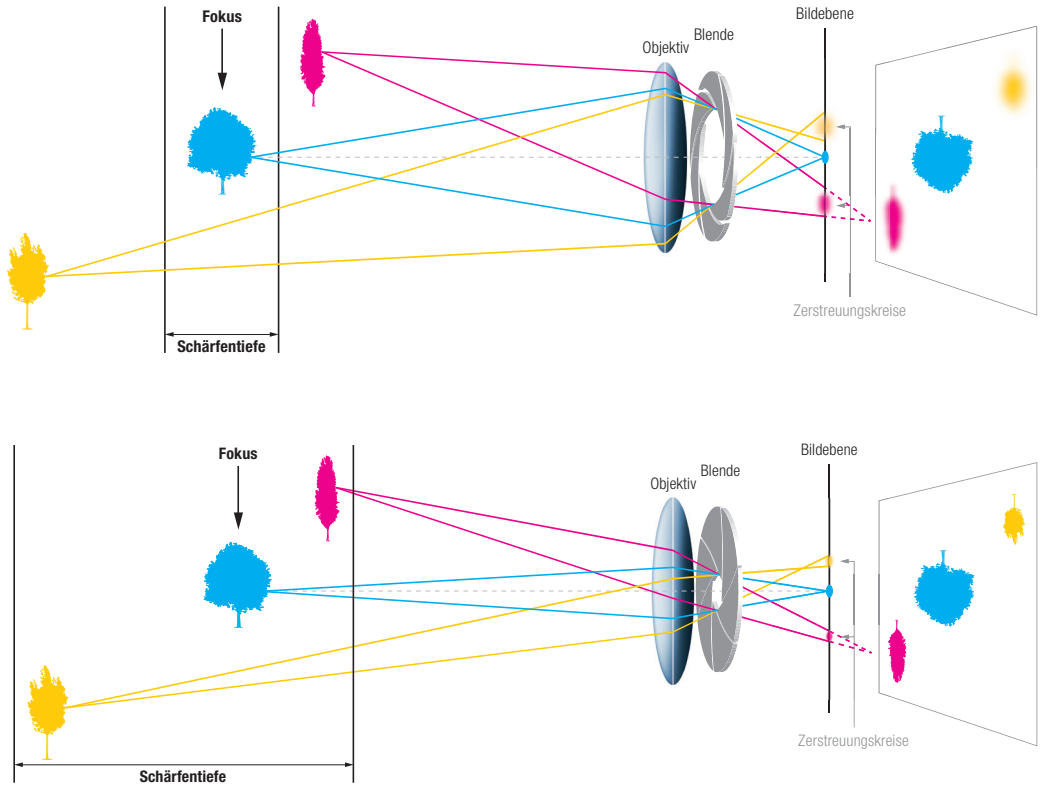 Fokus
Bildebene
Blende
Objektiv
Zerstreuungskreise
Schärfentiefe
Fokus
Bildebene
Blende
Objektiv
Zerstreuungskreise
Schärfentiefe